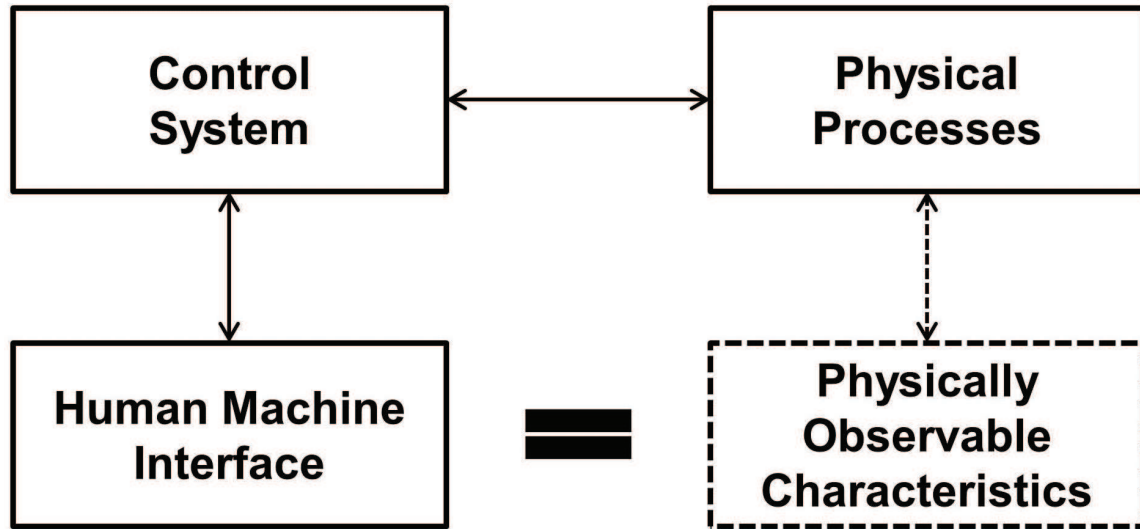 Control
System
Physical
Processes
Human Machine
Interface
=
Physically
Observable
Characteristics